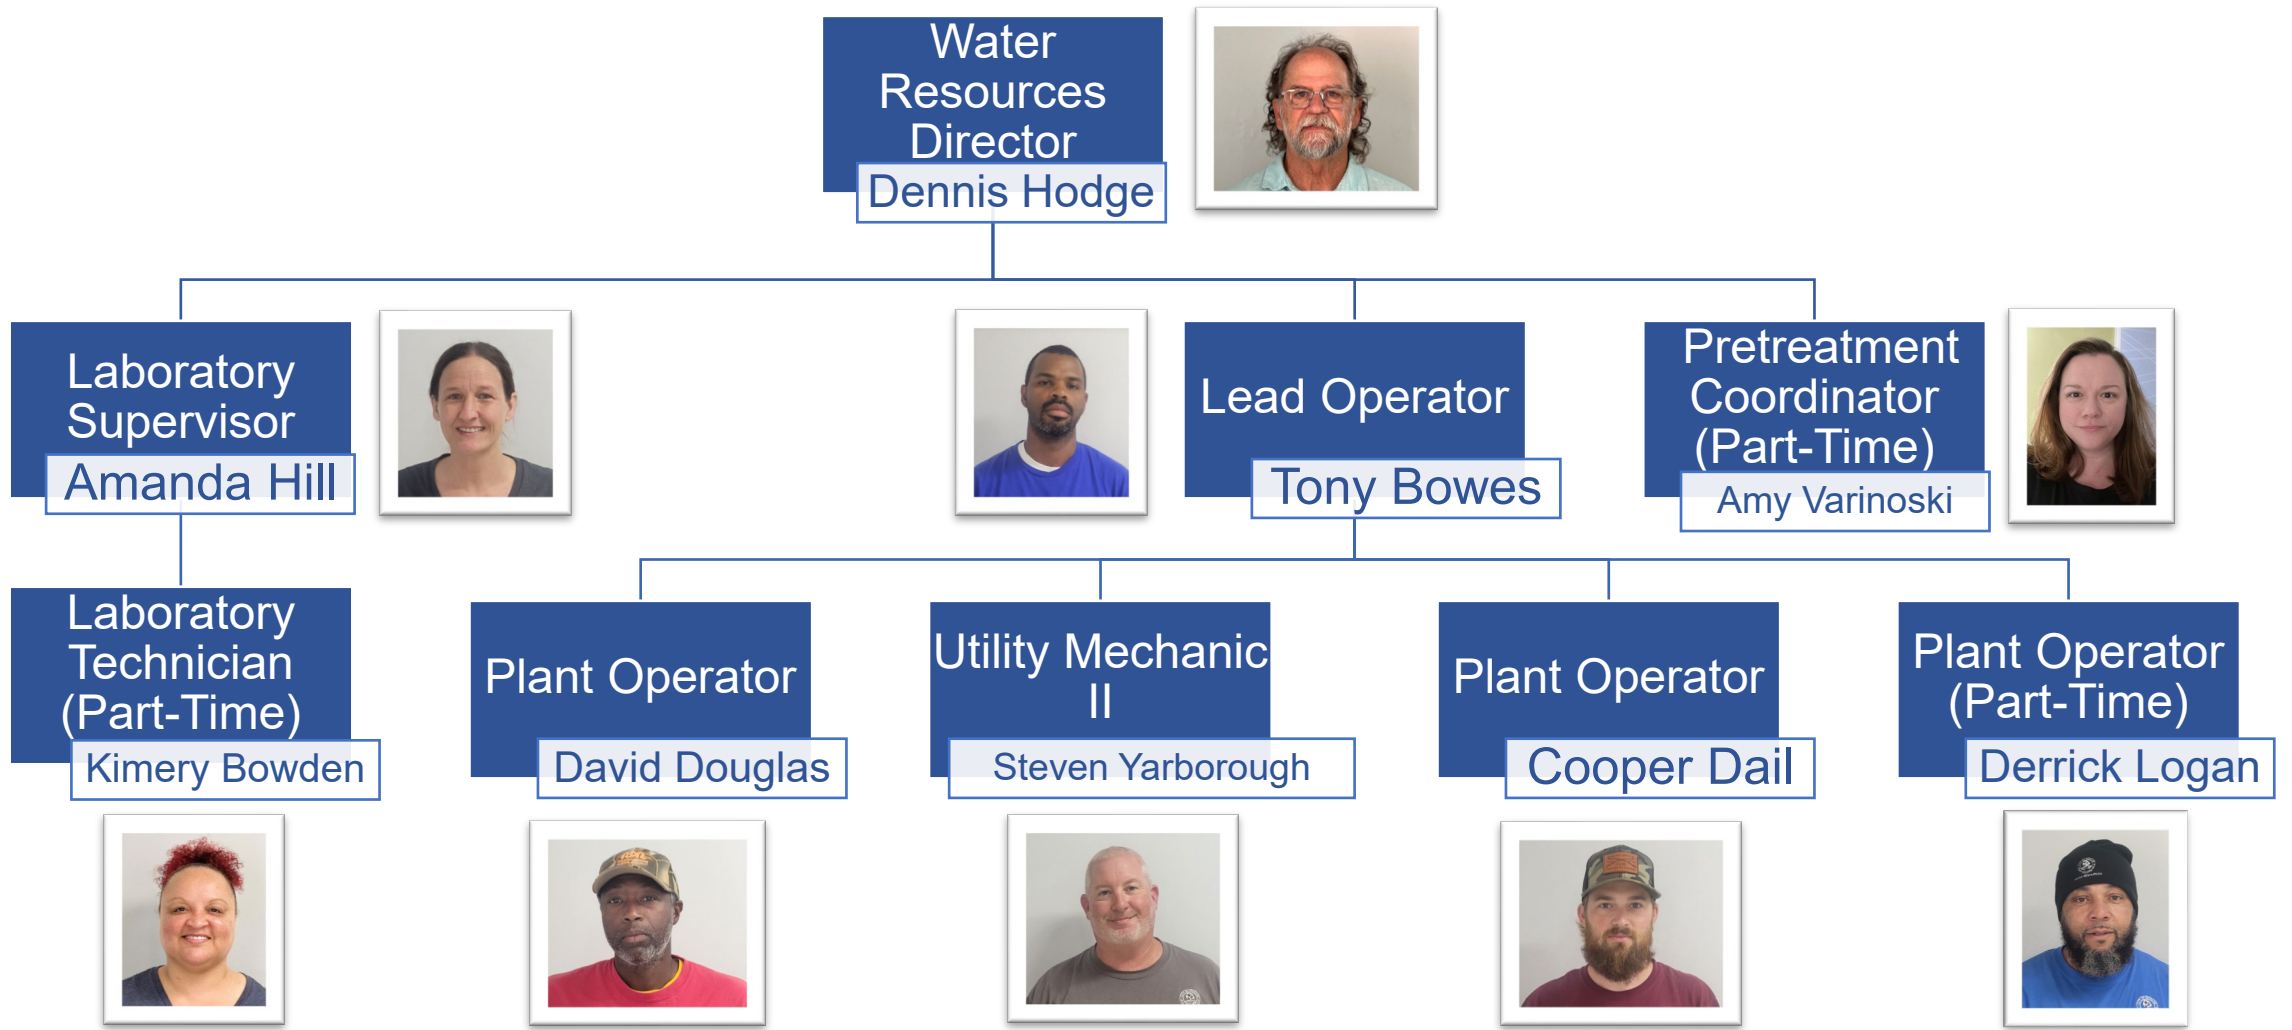 Water
Resources
Director
Dennis Hodge
Laboratory
Supervisor
Amanda Hill
Lead Operator
Tony Bowes
Pretreatment
Coordinator
(Part-Time)
Amy Varinoski
Laboratory
Technician
(Part-Time)
Kimery Bowden
Plant Operator
David Douglas
Utility Mechanic
II
Steven Yarborough
Plant Operator
Cooper Dail
Plant Operator
(Part-Time)
Derrick Logan